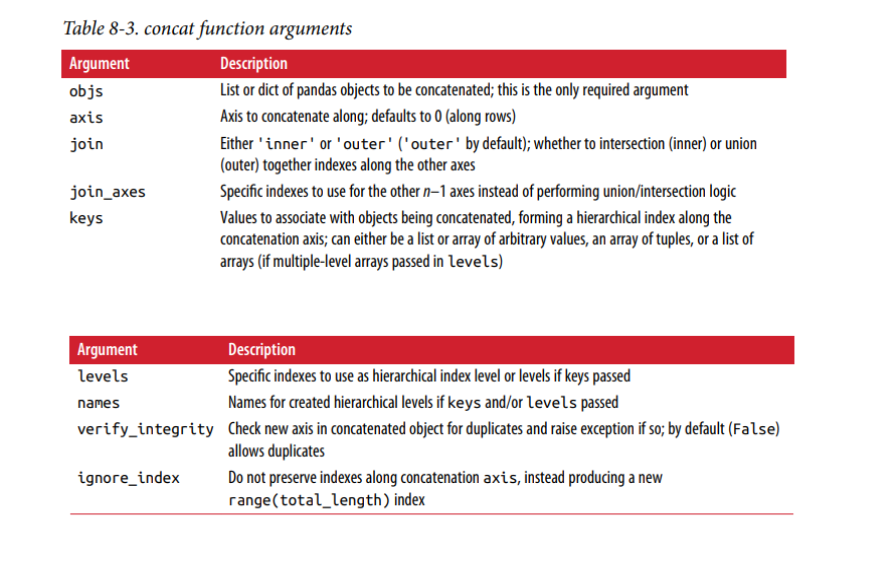 Table 8-3. concat function arguments
Argument Description
objs List or dict of pandas objects to be concatenated; this is the only required argument
axis Axis to concatenate along; defaults to 0 (along rows)
join Either 'inner' or 'outer' ('outer' by default); whether to intersection (inner) or union
(outer) together indexes along the other axes
join_axes Specific indexes to use for the other n–1 axes instead of performing union/intersection logic
keys Values to associate with objects being concatenated, forming a hierarchical index along the
concatenation axis; can either be a list or array of arbitrary values, an array of tuples, or a list of
arrays (if multiple-level arrays passed in levels)
Argument Description
levels Specific indexes to use as hierarchical index level or levels if keys passed
names Names for created hierarchical levels if keys and/or levels passed
verify_integrity Check new axis in concatenated object for duplicates and raise exception if so; by default (False)
allows duplicates
ignore_index Do not preserve indexes along concatenation axis, instead producing a new
range(total_length) index